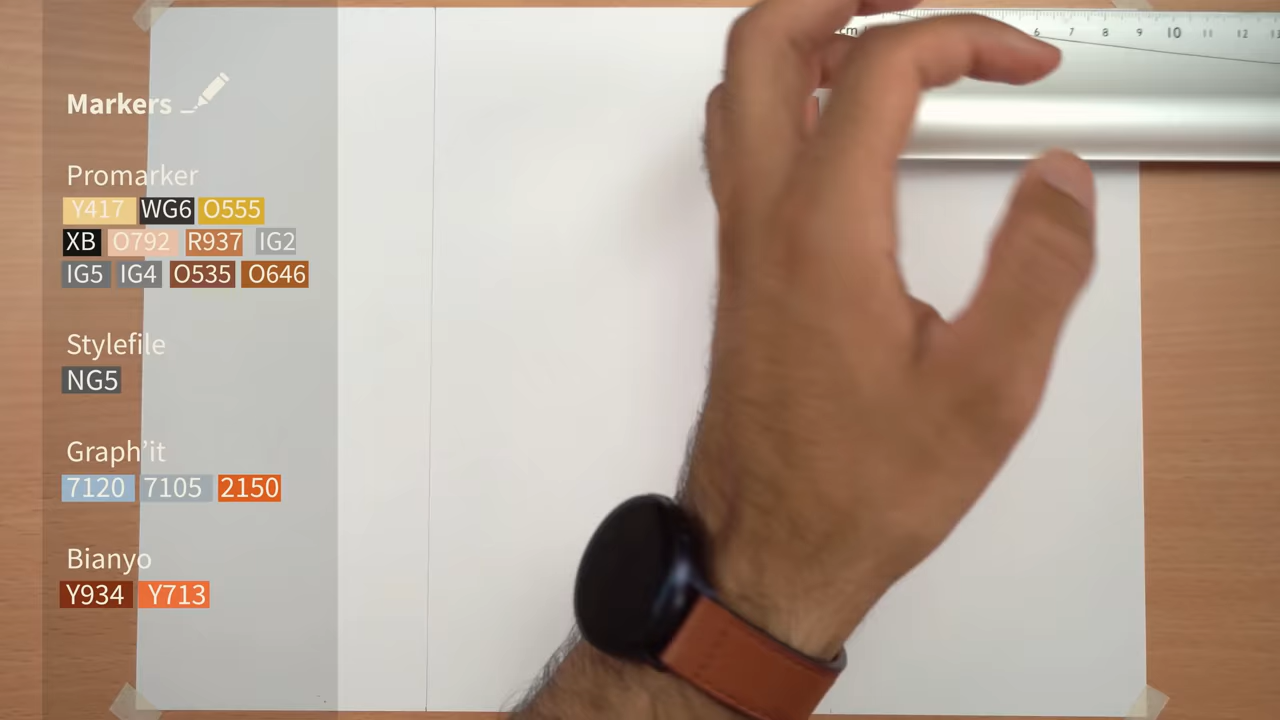 Markers
Promarker
Y417 WG6 O555
XB O792 R937 IG2
IG5 IG4 O535 O646
Stylefile
NG5
Graph'it
7120 7105 2150
Bianyo
Y934 Y713
cm 6 7 8 9 10 11 12